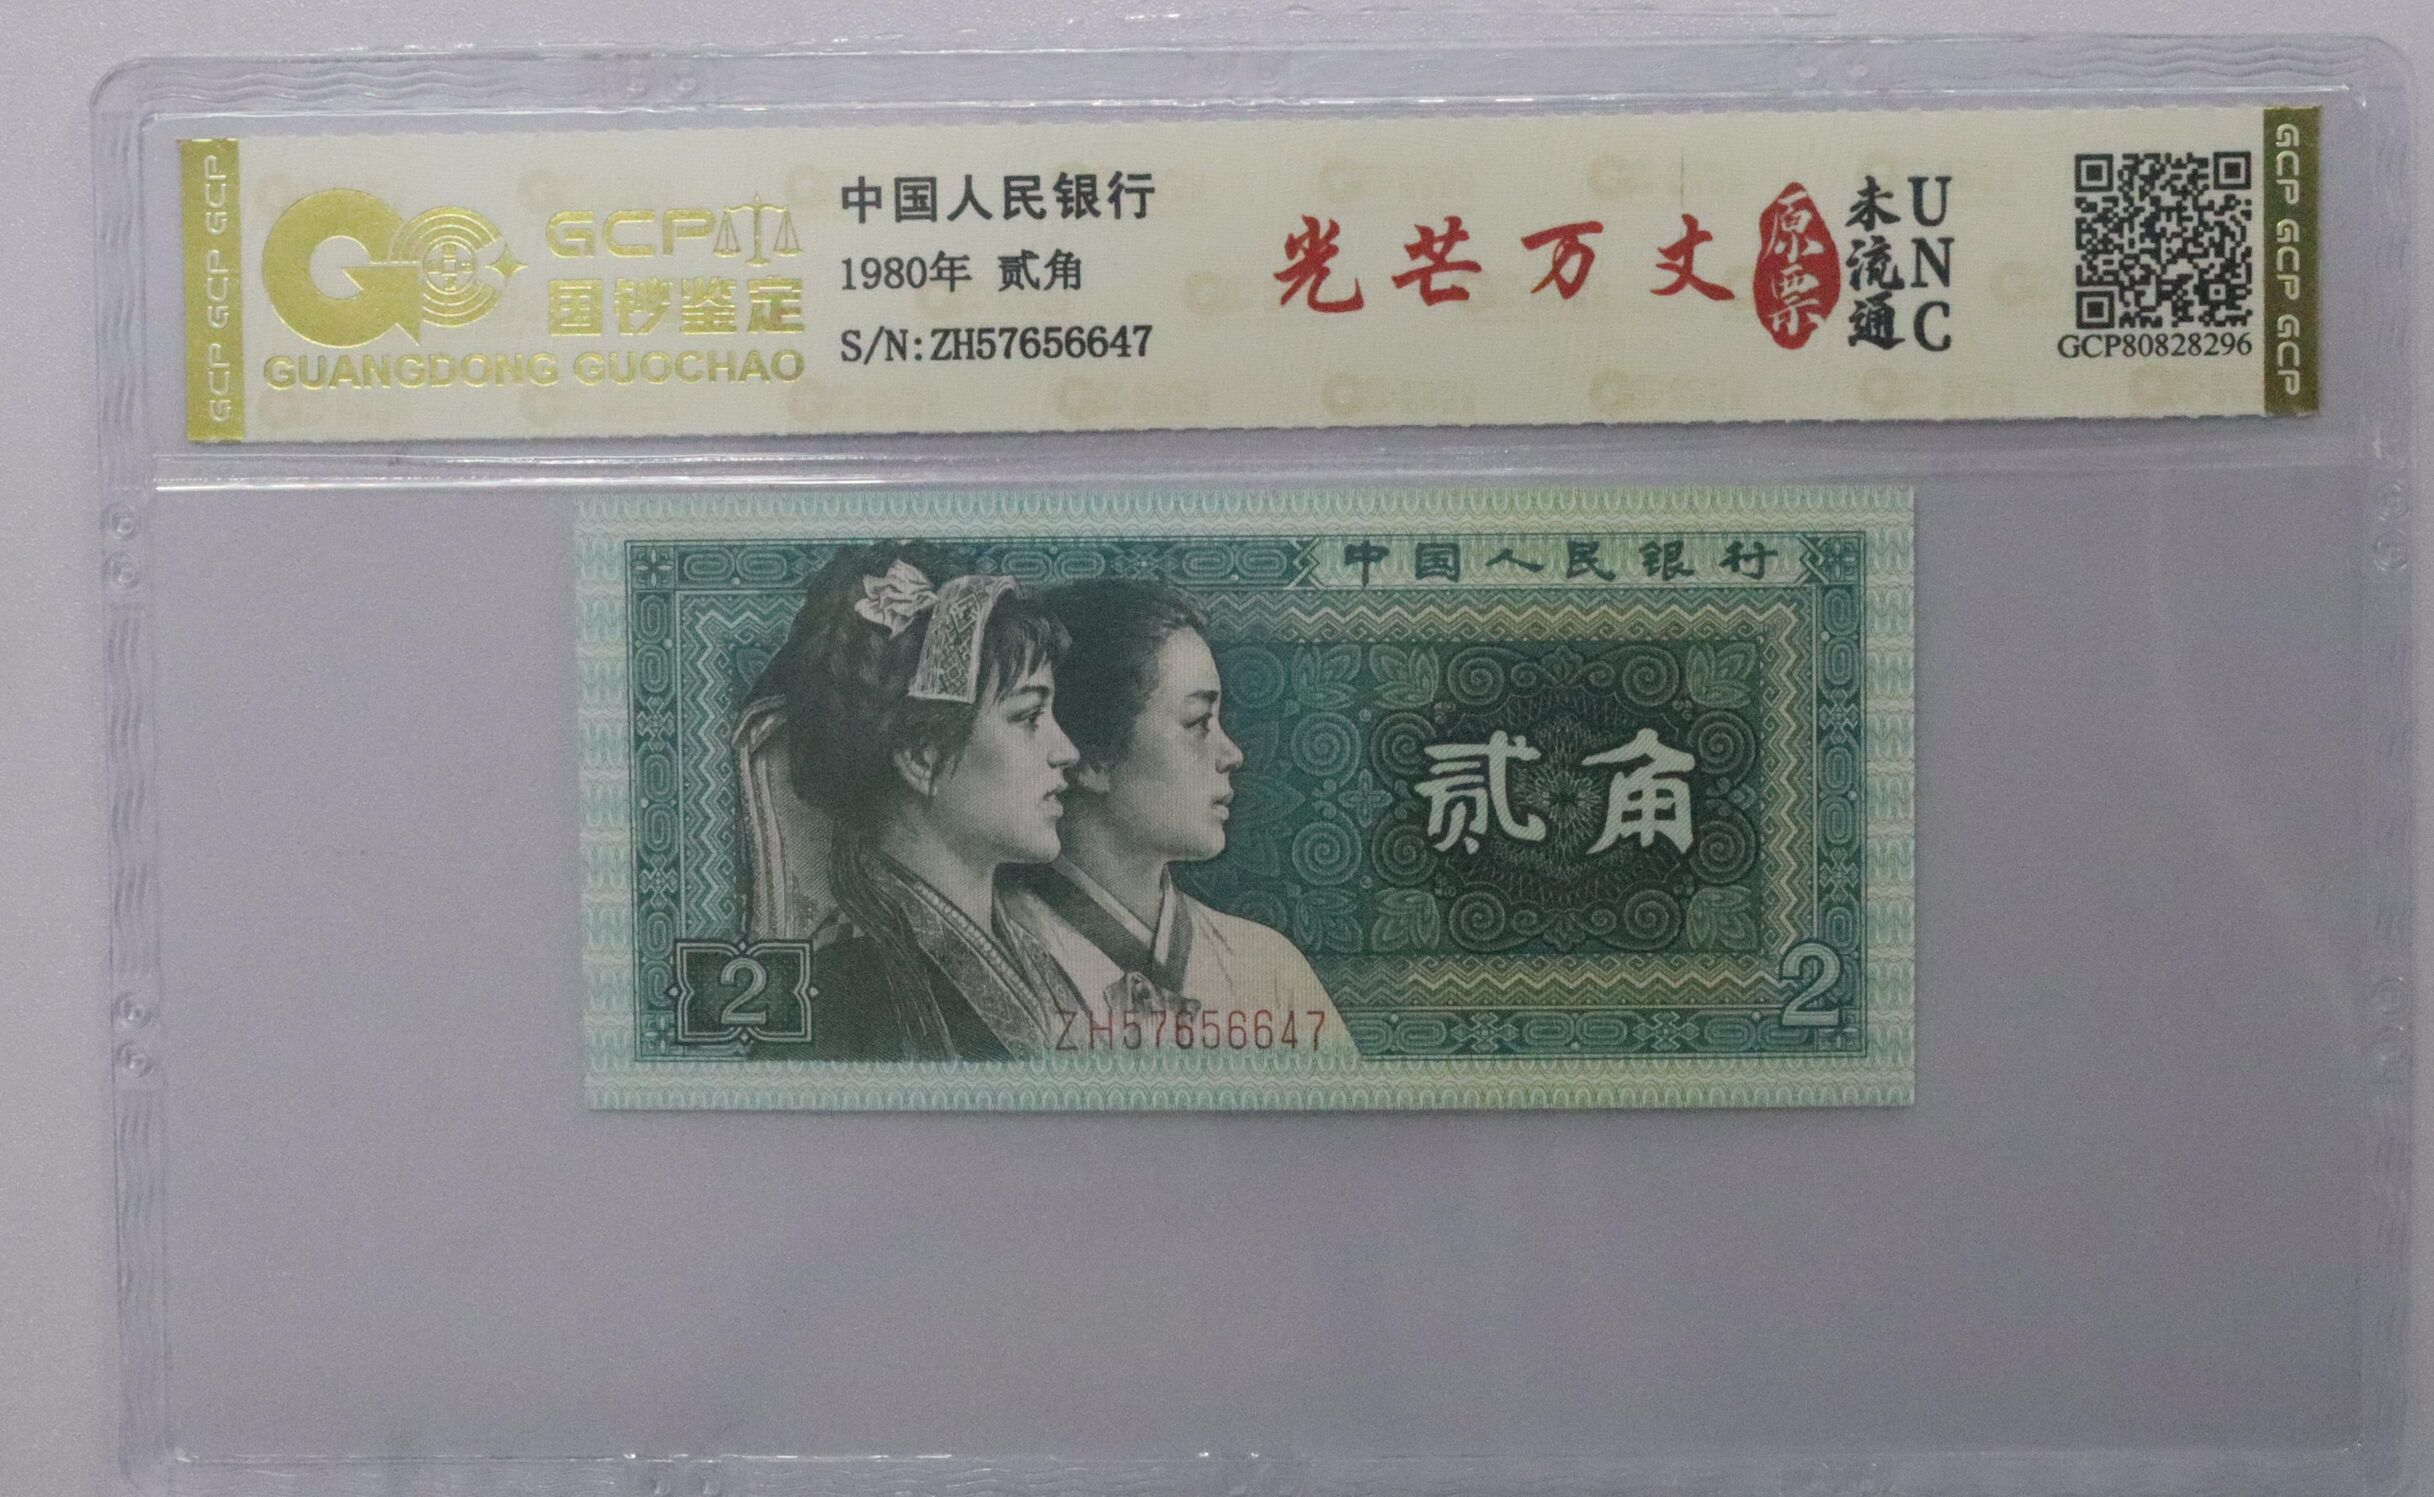 GCP GCP GCP
GCP
国钞鉴定
GUANGDONG GUOCHAO
中国人民银行
1980年 贰角
S/N:ZH57656647
光芒万丈
原票
未流通
UNC
GCP80828296
GCP GCP GCP
中国人民银行
贰角
2
2
ZH57656647